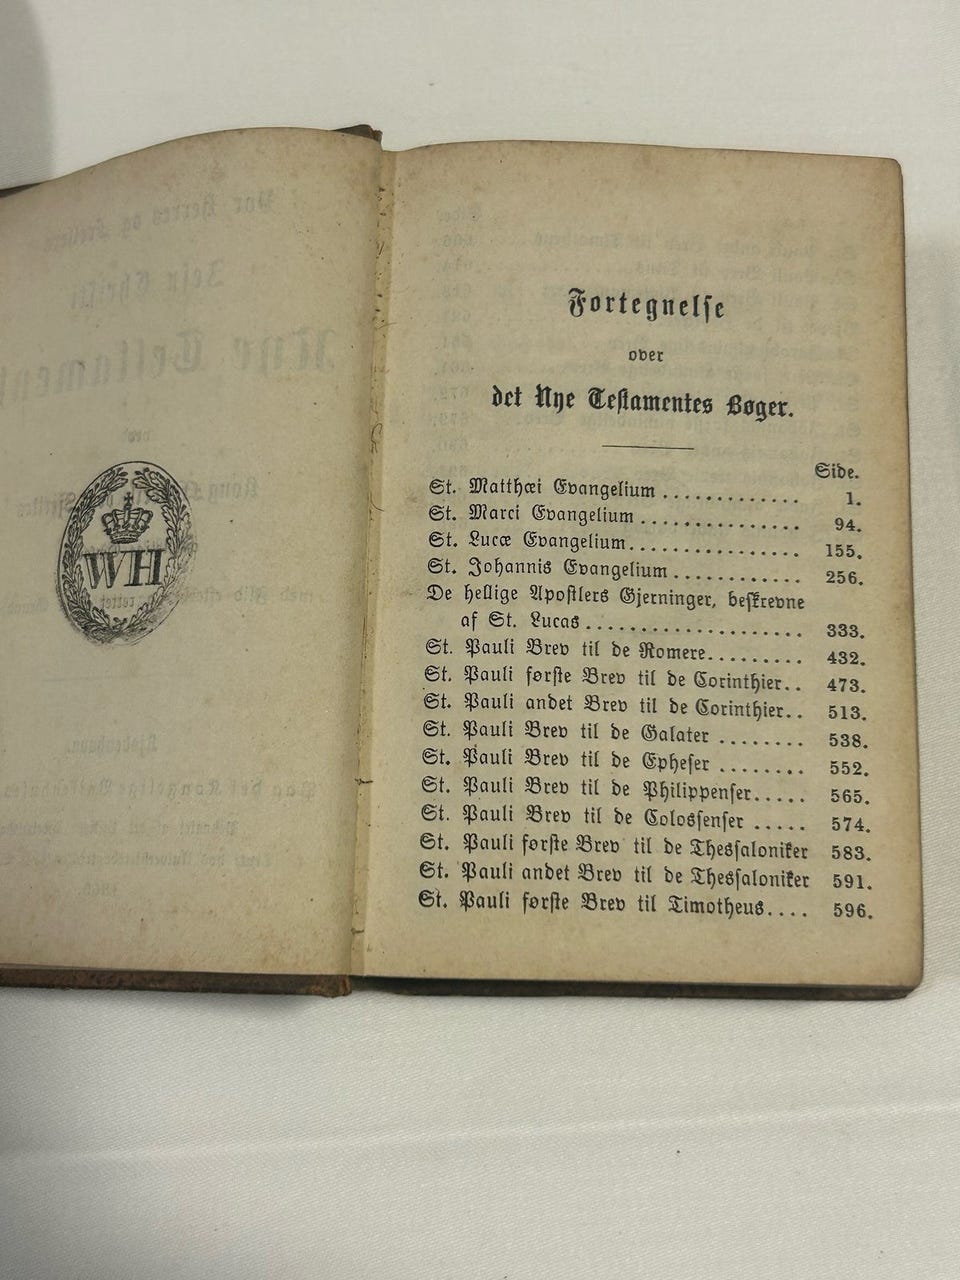 WH
Fortegnelse
over
det Nye Testamentes Bøger.
Side.
St. Matthæi Evangelium ............. 1.
St. Marci Evangelium ............... 94.
St. Lucæ Evangelium................ 155.
St. Johannis Evangelium ............ 256.
De hellige Apostlers Gjerninger, beskrevne
af St. Lucas .................... 333.
St. Pauli Brev til de Romere......... 432.
St. Pauli første Brev til de Corinthier.. 473.
St. Pauli andet Brev til de Corinthier.. 513.
St. Pauli Brev til de Galater ........ 538.
St. Pauli Brev til de Epheser ........ 552.
St. Pauli Brev til de Philippenser..... 565.
St. Pauli Brev til de Colossenser ..... 574.
St. Pauli første Brev til de Thessaloniker 583.
St. Pauli andet Brev til de Thessaloniker 591.
St. Pauli første Brev til Timotheus.... 596.